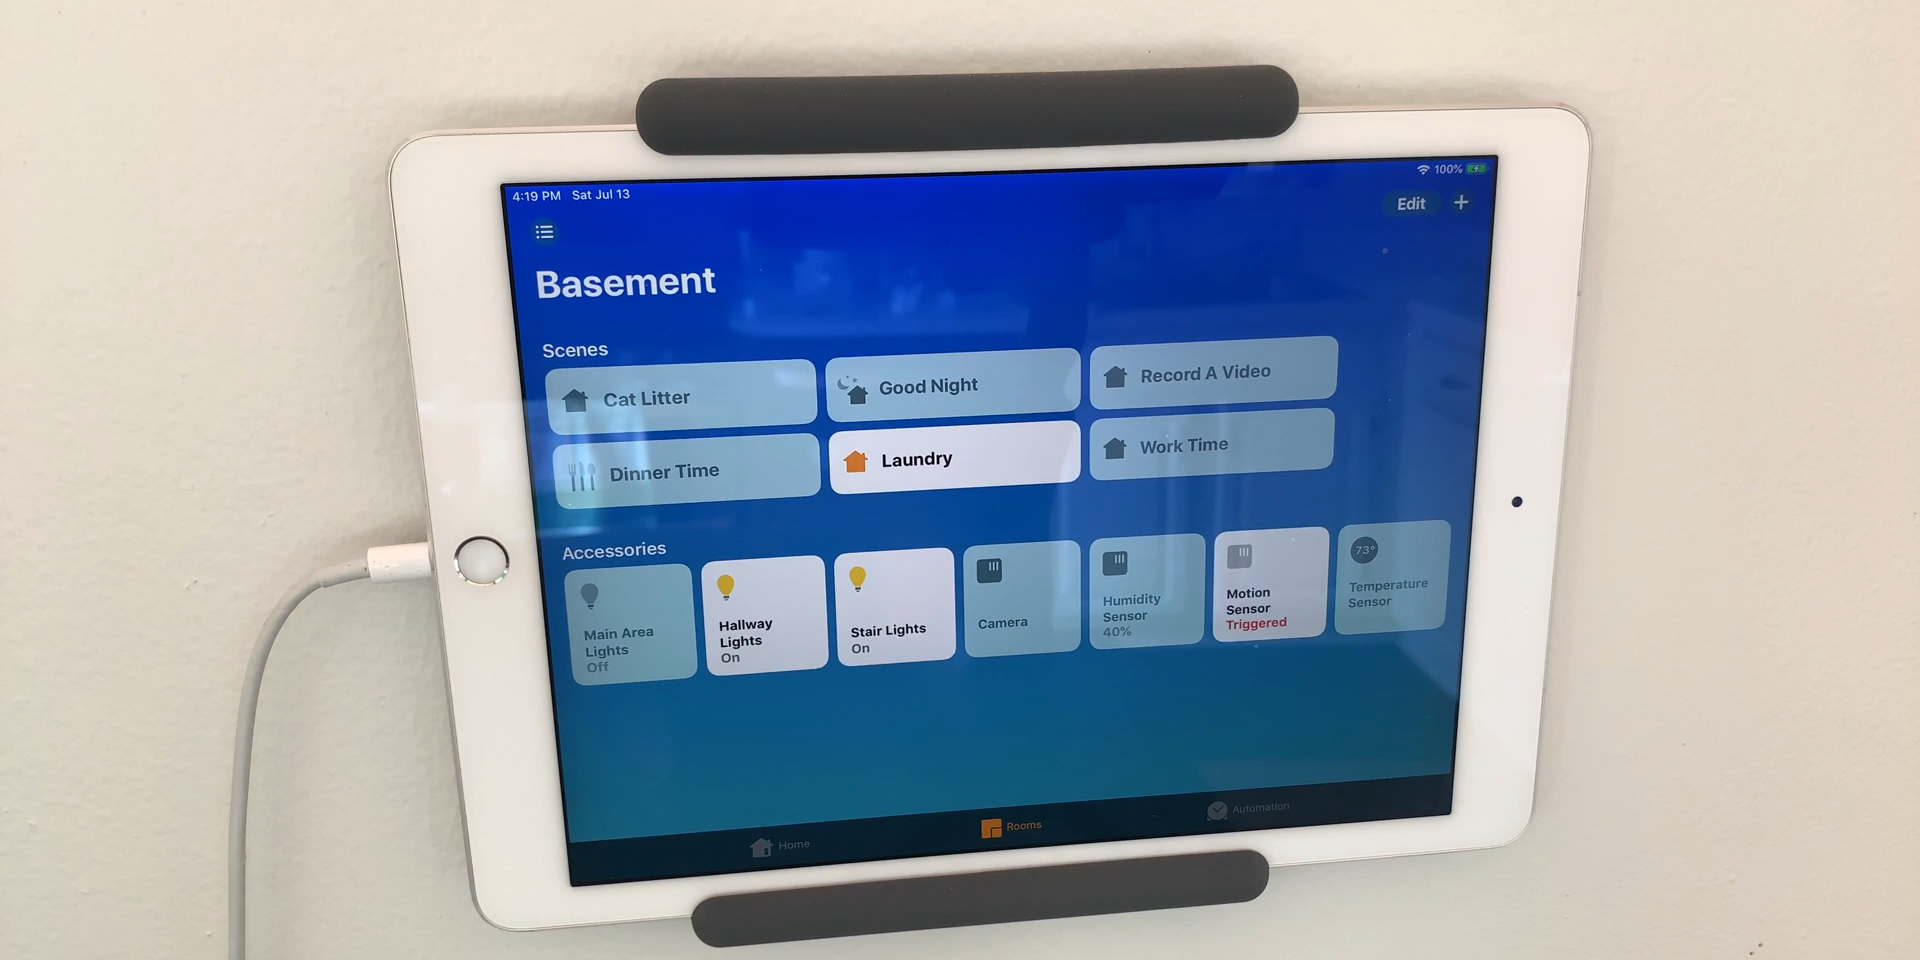 4:19 PM Sat Jul 13
100%
Edit +
Basement
Scenes
Cat Litter
Good Night
Record A Video
Dinner Time
Laundry
Work Time
Accessories
Main Area
Lights
Off
Hallway
Lights
On
Stair Lights
On
Camera
Humidity
Sensor
40%
Motion
Sensor
Triggered
73°
Temperature
Sensor
Home
Rooms
Automation